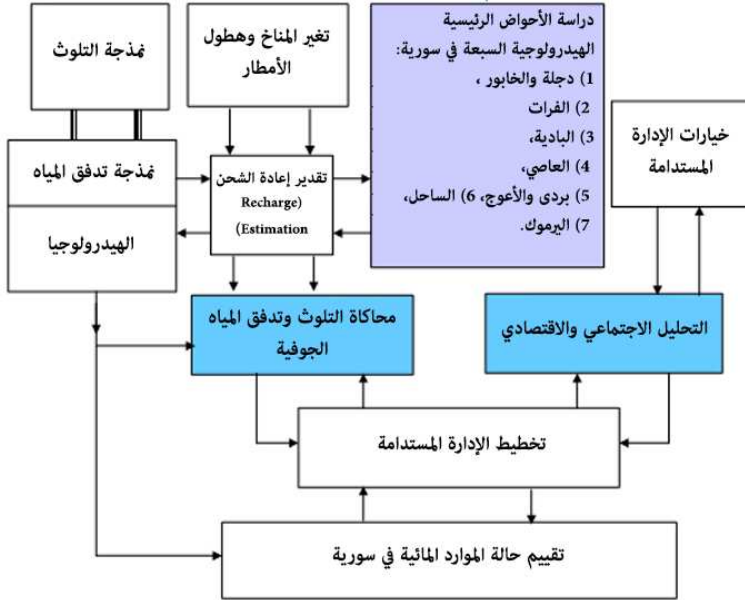 نمذجة التلوث
تغير المناخ وهطول
الأمطار
دراسة الأحواض الرئيسية
الهيدرولوجية السبعة في سورية:
1) دجلة والخابور ،
2) الفرات
3) البادية،
4) العاصي،
5) بردى والأعوج، 6) الساحل،
7) اليرموك.
خيارات الإدارة
المستدامة
نمذجة تدفق المياه
الهيدرولوجيا
تقدير إعادة الشحن
Recharge)
(Estimation
محاكاة التلوث وتدفق المياه
الجوفية
التحليل الاجتماعي والاقتصادي
تخطيط الإدارة المستدامة
تقييم حالة الموارد المائية في سورية